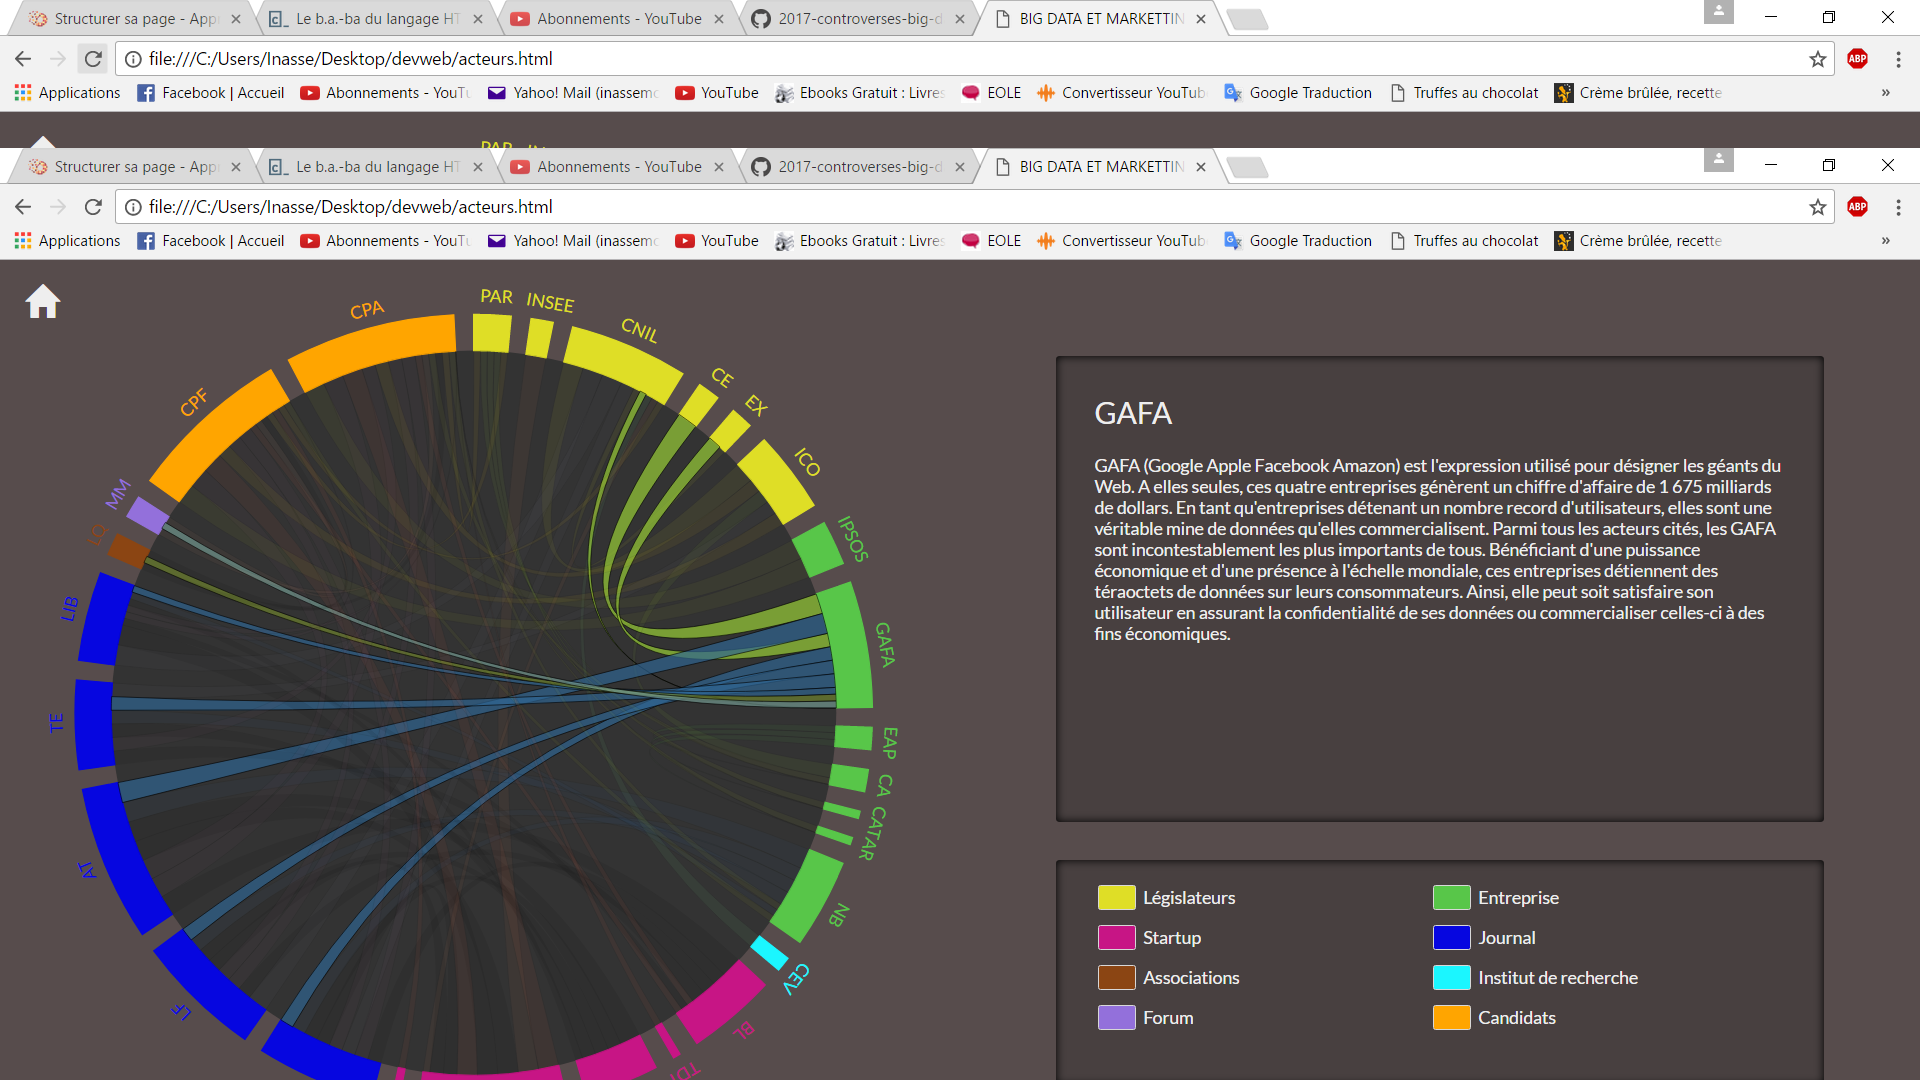 Structurer sa page - Appr
Le b.a.-ba du langage HT
Abonnements - YouTube
2017-controverses-big-d
BIG DATA ET MARKETTIN
file:///C:/Users/Inasse/Desktop/devweb/acteurs.html
ABP
Applications
Facebook | Accueil
Abonnements - YouTu
Yahoo! Mail (inassemo
YouTube
Ebooks Gratuit : Livres
EOLE
Convertisseur YouTub
Google Traduction
Truffes au chocolat
Crème brûlée, recette
»
PAR
Structurer sa page - Appr
Le b.a.-ba du langage HT
Abonnements - YouTube
2017-controverses-big-d
BIG DATA ET MARKETTIN
file:///C:/Users/Inasse/Desktop/devweb/acteurs.html
ABP
Applications
Facebook | Accueil
Abonnements - YouTu
Yahoo! Mail (inassemo
YouTube
Ebooks Gratuit : Livres
EOLE
Convertisseur YouTub
Google Traduction
Truffes au chocolat
Crème brûlée, recette
»
PAR
INSEE
CNIL
CE
EX
ICO
IPSOS
GAFA
EAP
CA
CATAR
NB
CEV
BL
TDF
LF
AT
TE
LIB
LQ
MM
CPF
CPA
GAFA
GAFA (Google Apple Facebook Amazon) est l'expression utilisé pour désigner les géants du
Web. A elles seules, ces quatre entreprises génèrent un chiffre d'affaire de 1 675 milliards
de dollars. En tant qu'entreprises détenant un nombre record d'utilisateurs, elles sont une
véritable mine de données qu'elles commercialisent. Parmi tous les acteurs cités, les GAFA
sont incontestablement les plus importants de tous. Bénéficiant d'une puissance
économique et d'une présence à l'échelle mondiale, ces entreprises détiennent des
téraoctets de données sur leurs consommateurs. Ainsi, elle peut soit satisfaire son
utilisateur en assurant la confidentialité de ses données ou commercialiser celles-ci à des
fins économiques.
Législateurs
Entreprise
Startup
Journal
Associations
Institut de recherche
Forum
Candidats